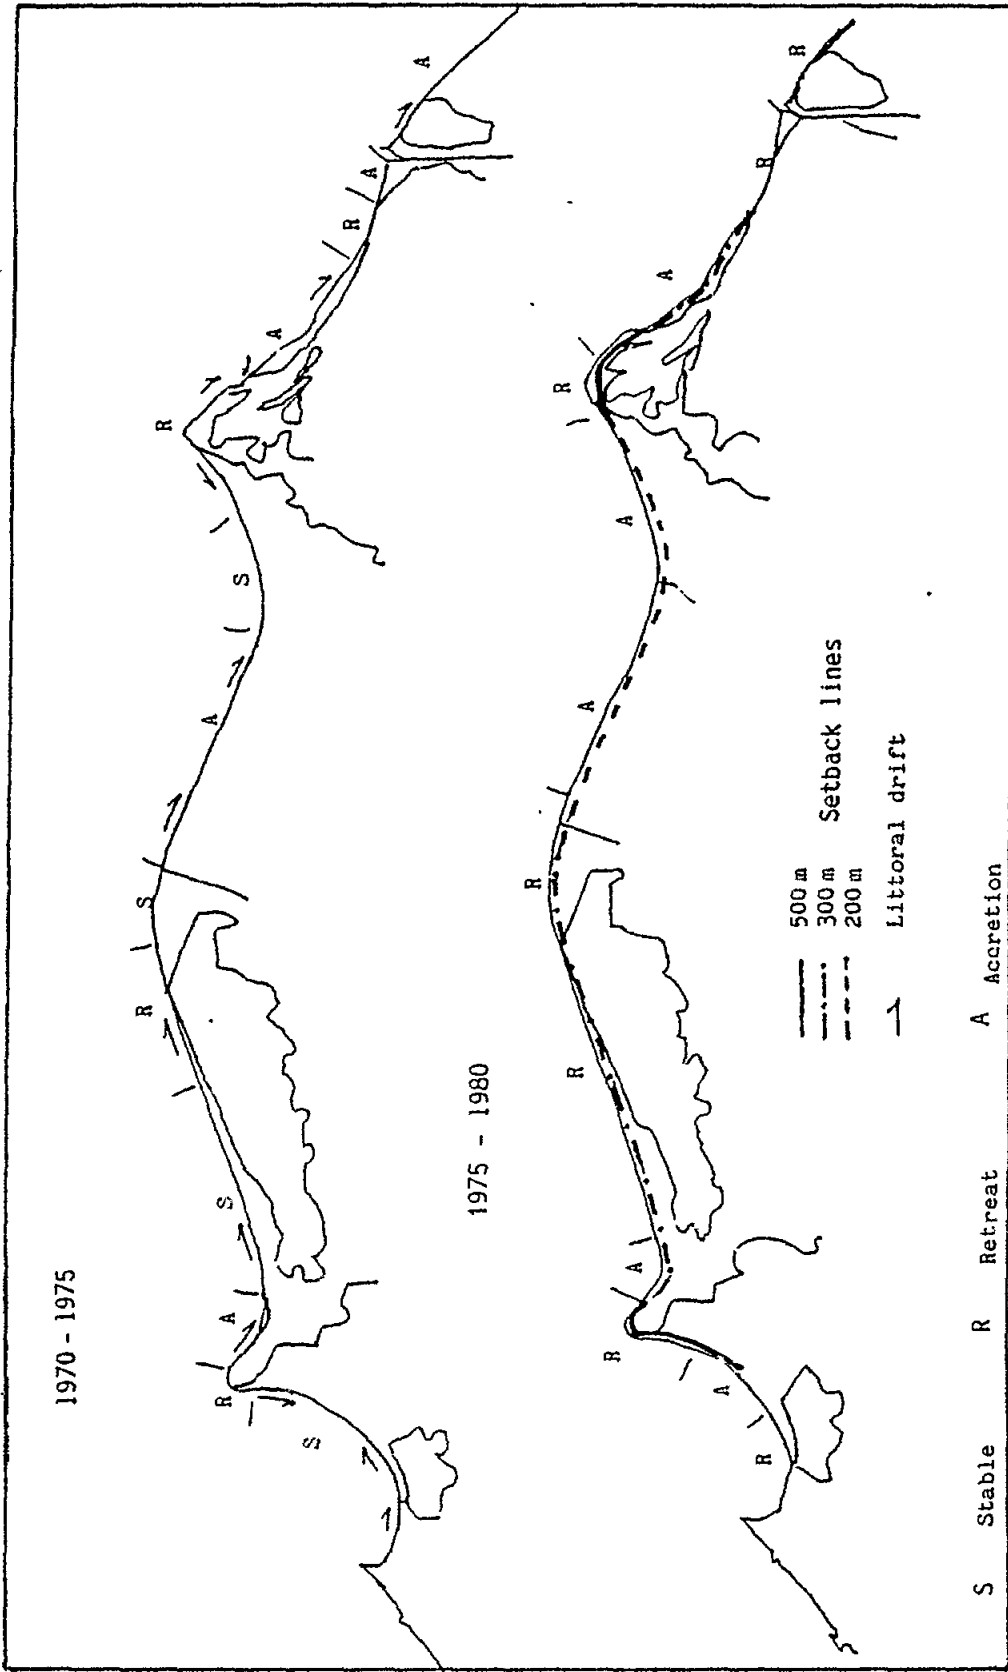 1970 - 1975
S R A S R S A S R A R A A
1975 - 1980
R A R A R R A A R A R R
500 m
300 m Setback lines
200 m
Littoral drift
S Stable R Retreat A Accretion